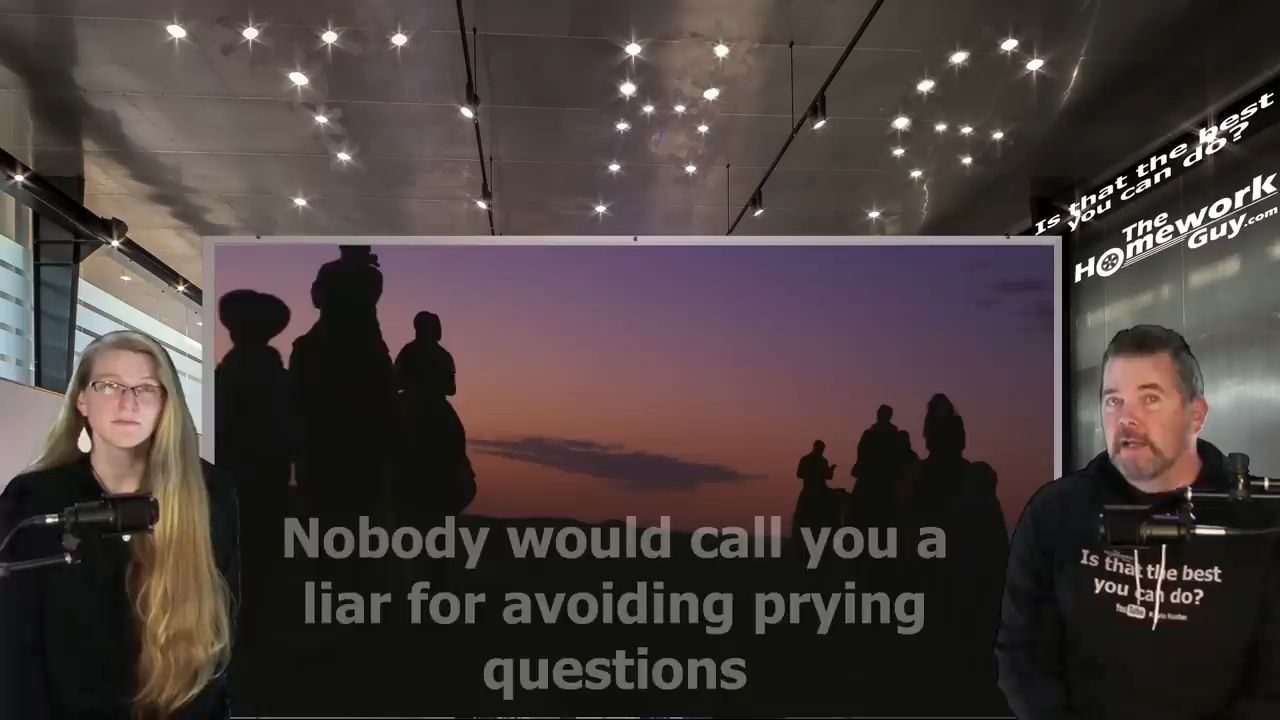 Is that the best
you can do?
The
Homework
Guy.com
Nobody would call you a
liar for avoiding prying
questions
Is that the best
you can do?
YouTube